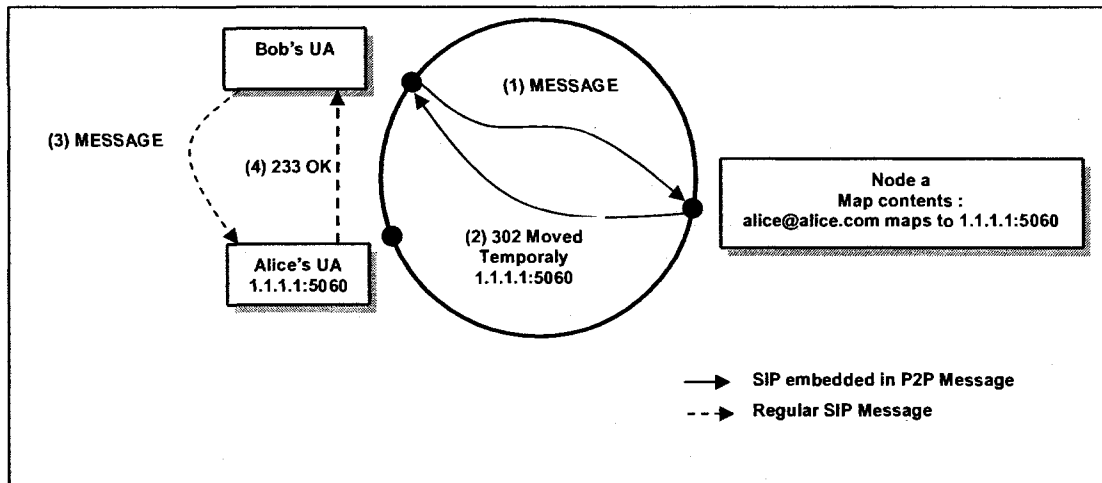 Bob's UA
(1) MESSAGE
(3) MESSAGE
(4) 233 OK
Node a
Map contents :
alice@alice.com maps to 1.1.1.1:5060
(2) 302 Moved
Temporaly
1.1.1.1:5060
Alice's UA
1.1.1.1:5060
SIP embedded in P2P Message
Regular SIP Message